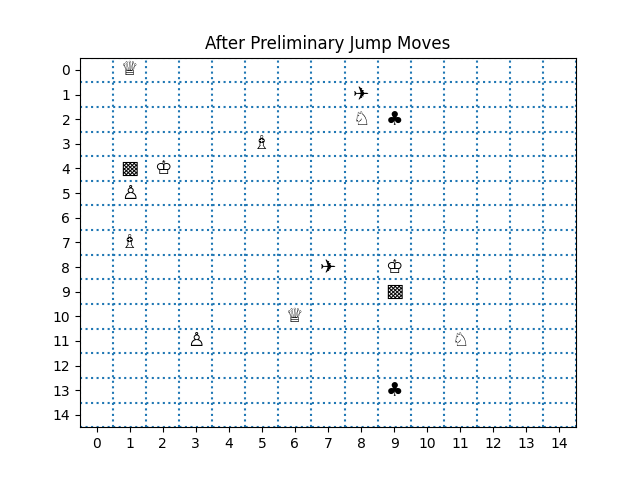 After Preliminary Jump Moves
0 ♕
1 ✈
2 ♘ ♣
3 ♗
4 ▩ ♔
5 ♙
6
7 ♗
8 ✈ ♔
9 ▩
10 ♕
11 ♙ ♘
12
13 ♣
14
0 1 2 3 4 5 6 7 8 9 10 11 12 13 14